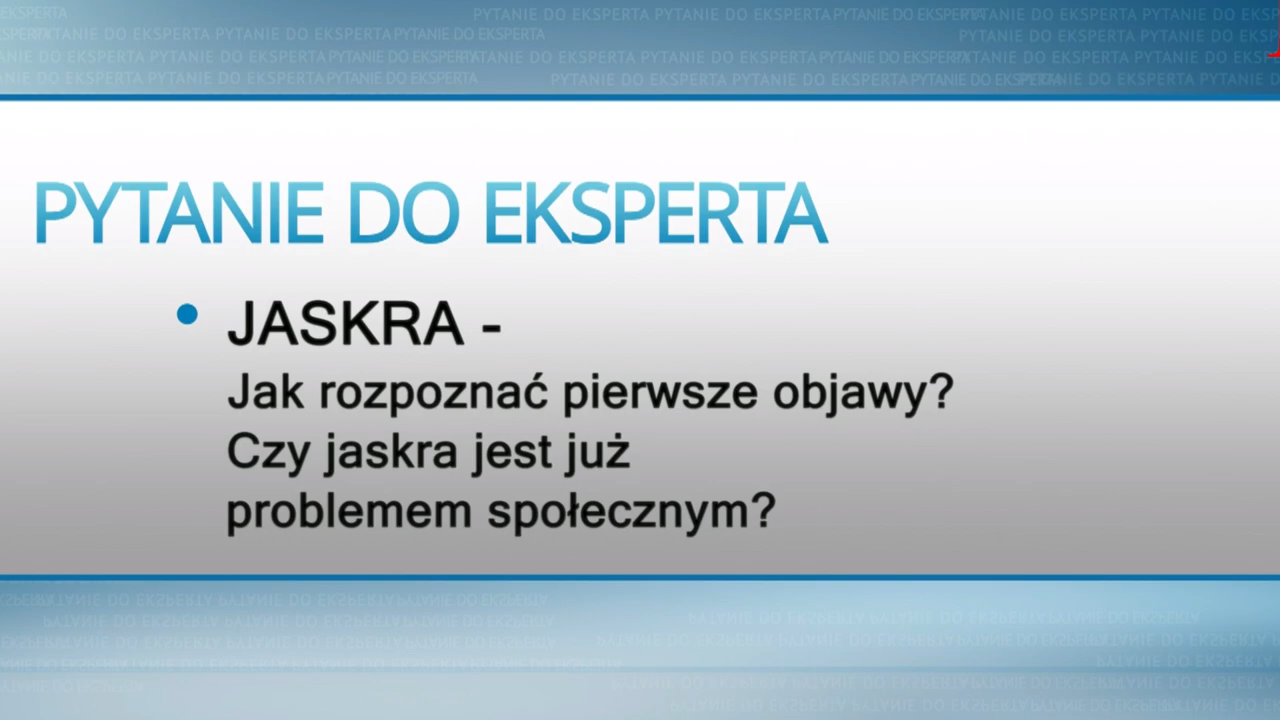 PYTANIE DO EKSPERTA
JASKRA -
Jak rozpoznać pierwsze objawy?
Czy jaskra jest już
problemem społecznym?